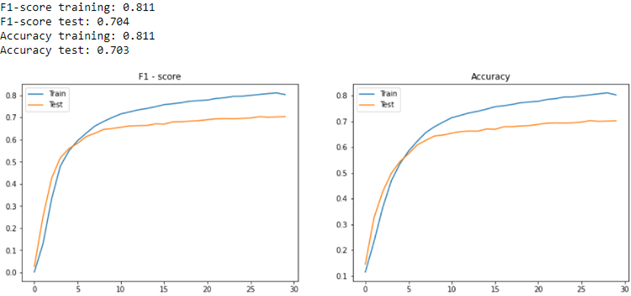 F1-score training: 0.811
F1-score test: 0.704
Accuracy training: 0.811
Accuracy test: 0.703
F1 - score
Train
Test
0.8
0.7
0.6
0.5
0.4
0.3
0.2
0.1
0.0
0 5 10 15 20 25 30
Accuracy
Train
Test
0.8
0.7
0.6
0.5
0.4
0.3
0.2
0.1
0 5 10 15 20 25 30